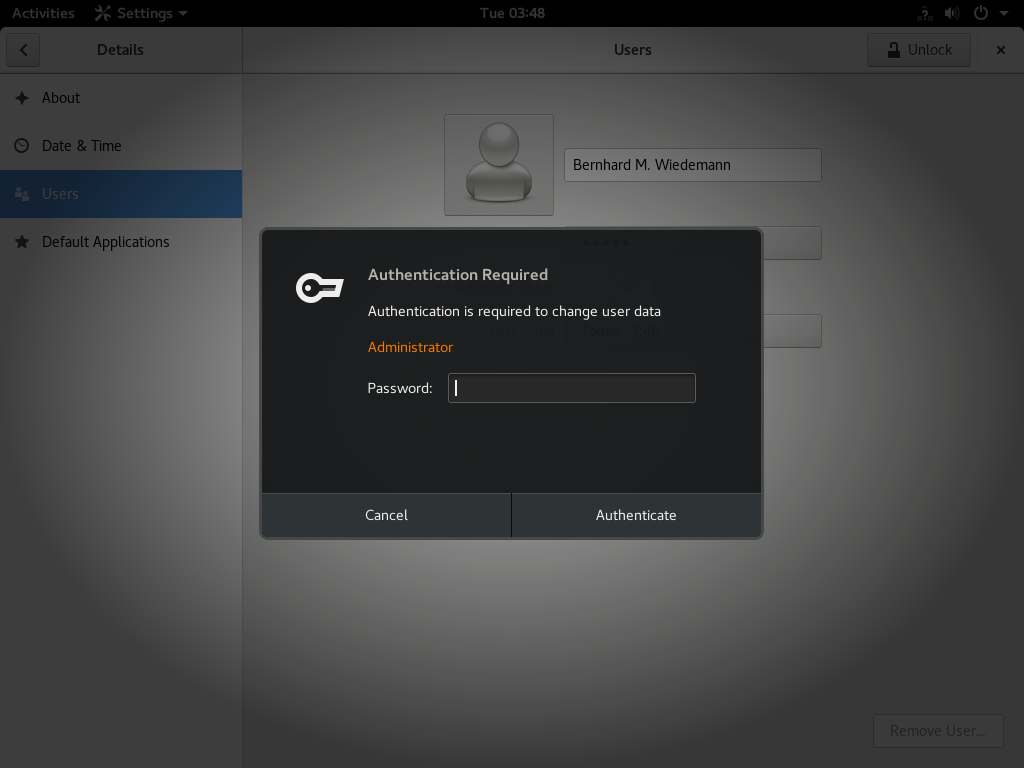 Activities Settings Tue 03:48
Details Users Unlock
About
Date & Time
Users
Default Applications
Bernhard M. Wiedemann
Authentication Required
Authentication is required to change user data
Administrator
Password:
Cancel Authenticate
Remove User...